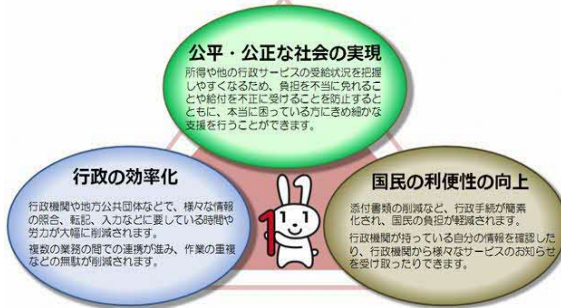 公平・公正な社会の実現
所得や他の行政サービスの受給状況を把握
しやすくなるため、負担を不当に免れるこ
とや給付を不正に受けることを防止すると
ともに、本当に困っている方にきめ細かな
支援を行うことができます。
行政の効率化
行政機関や地方公共団体などで、様々な情報
の照合、転記、入力などに要している時間や
労力が大幅に削減されます。
複数の業務の間での連携が進み、作業の重複
などの無駄が削減されます。
国民の利便性の向上
添付書類の削減など、行政手続が簡素
化され、国民の負担が軽減されます。
行政機関が持っている自分の情報を確認した
り、行政機関から様々なサービスのお知らせ
を受け取ったりできます。
1